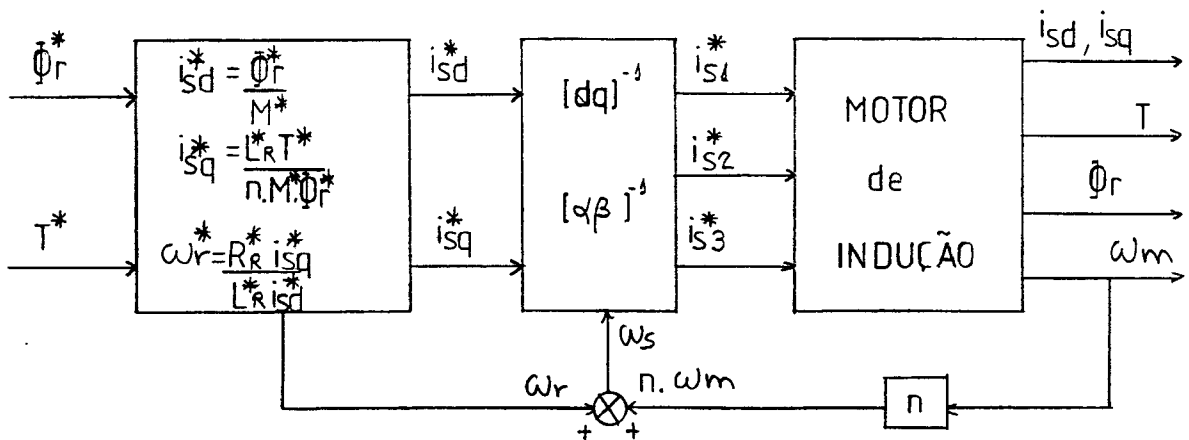 Φr*
T*
isd* = Φr* / M*
isq* = LR* T* / n.M*.Φr*
ωr* = RR* isq* / LR* isd*
isd*
isq*
[dq]⁻¹
[αβ]⁻¹
is1*
is2*
is3*
MOTOR
de
INDUÇÃO
isd, isq
T
Φr
ωm
ωs
ωr
n. ωm
n
+ +